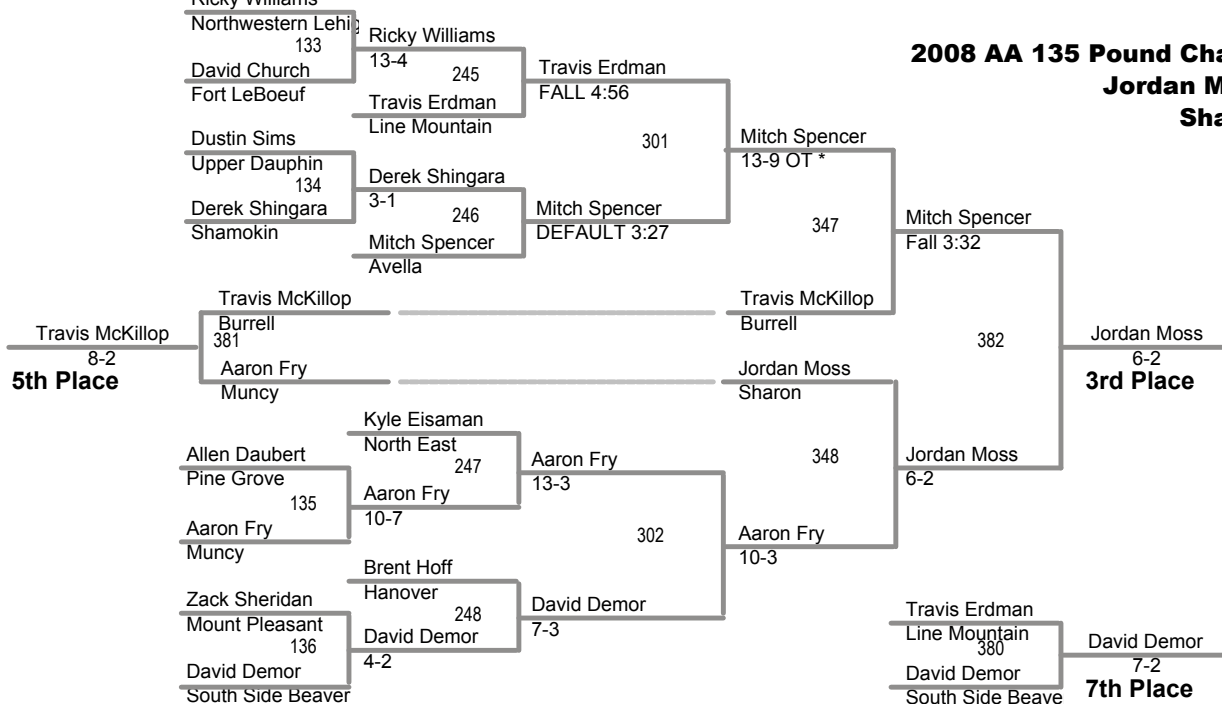 Ricky Williams
Northwestern Lehig
133
David Church
Fort LeBoeuf
Ricky Williams
13-4
245
Travis Erdman
Line Mountain
Travis Erdman
FALL 4:56
Dustin Sims
Upper Dauphin
134
Derek Shingara
Shamokin
Derek Shingara
3-1
246
Mitch Spencer
Avella
Mitch Spencer
DEFAULT 3:27
301
Mitch Spencer
13-9 OT *
347
Travis McKillop
Burrell
Mitch Spencer
Fall 3:32
2008 AA 135 Pound Cha
Jordan M
Sha
Travis McKillop
8-2
5th Place
Travis McKillop
Burrell
381
Aaron Fry
Muncy
Jordan Moss
Sharon
382
Jordan Moss
6-2
3rd Place
Kyle Eisaman
North East
247
Allen Daubert
Pine Grove
135
Aaron Fry
Muncy
Aaron Fry
10-7
Aaron Fry
13-3
302
Brent Hoff
Hanover
248
Zack Sheridan
Mount Pleasant
136
David Demor
South Side Beaver
David Demor
4-2
David Demor
7-3
Aaron Fry
10-3
348
Jordan Moss
6-2
Travis Erdman
Line Mountain
380
David Demor
South Side Beave
David Demor
7-2
7th Place